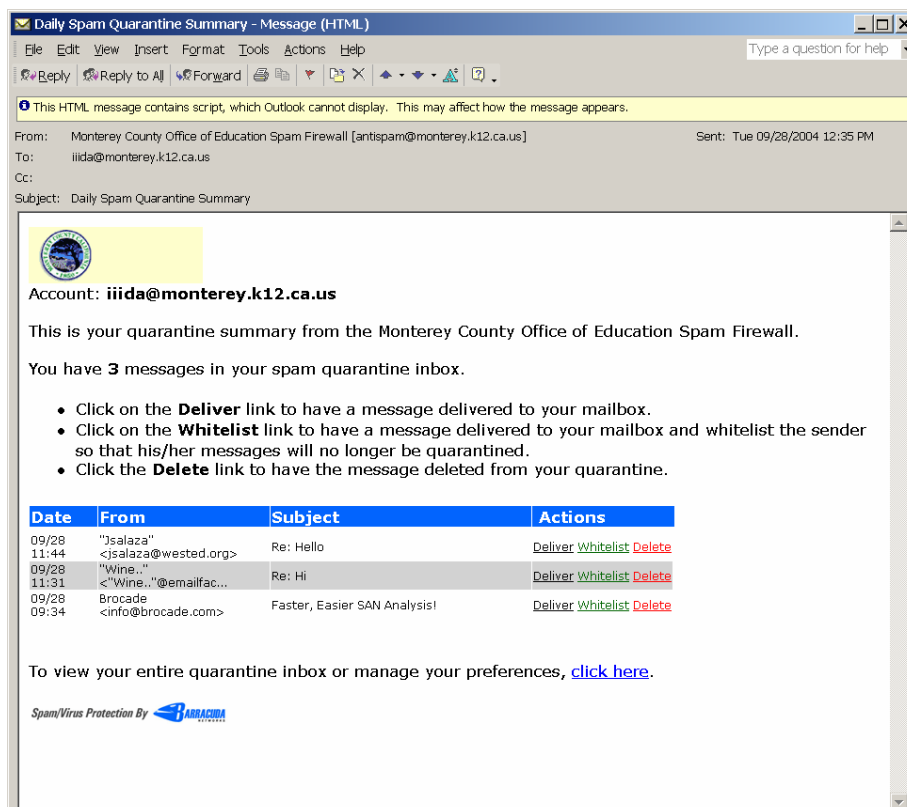 Daily Spam Quarantine Summary - Message (HTML)
File Edit View Insert Format Tools Actions Help
Type a question for help
Reply Reply to All Forward
This HTML message contains script, which Outlook cannot display. This may affect how the message appears.
From: Monterey County Office of Education Spam Firewall [antispam@monterey.k12.ca.us] Sent: Tue 09/28/2004 12:35 PM
To: iiida@monterey.k12.ca.us
Cc:
Subject: Daily Spam Quarantine Summary
Account: iiida@monterey.k12.ca.us
This is your quarantine summary from the Monterey County Office of Education Spam Firewall.
You have 3 messages in your spam quarantine inbox.
• Click on the Deliver link to have a message delivered to your mailbox.
• Click on the Whitelist link to have a message delivered to your mailbox and whitelist the sender
so that his/her messages will no longer be quarantined.
• Click the Delete link to have the message deleted from your quarantine.
Date From Subject Actions
09/28 "Jsalaza"
11:44 <jsalaza@wested.org> Re: Hello Deliver Whitelist Delete
09/28 "Wine.."
11:31 <"Wine.."@emailfac... Re: Hi Deliver Whitelist Delete
09/28 Brocade
09:34 <info@brocade.com> Faster, Easier SAN Analysis! Deliver Whitelist Delete
To view your entire quarantine inbox or manage your preferences, click here.
Spam/Virus Protection By BARRACUDA
NETWORKS